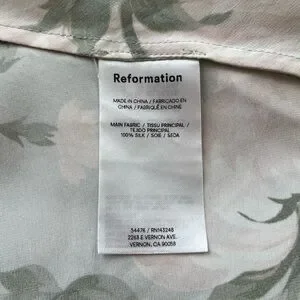 Reformation
MADE IN CHINA / FABRICADO EN
CHINA / FABRIQUÉ EN CHINE
MAIN FABRIC / TISSU PRINCIPAL /
TEJIDO PRINCIPAL
100% SILK / SOIE / SEDA
54476 / RN143248
2263 E VERNON AVE.
VERNON, CA 90058